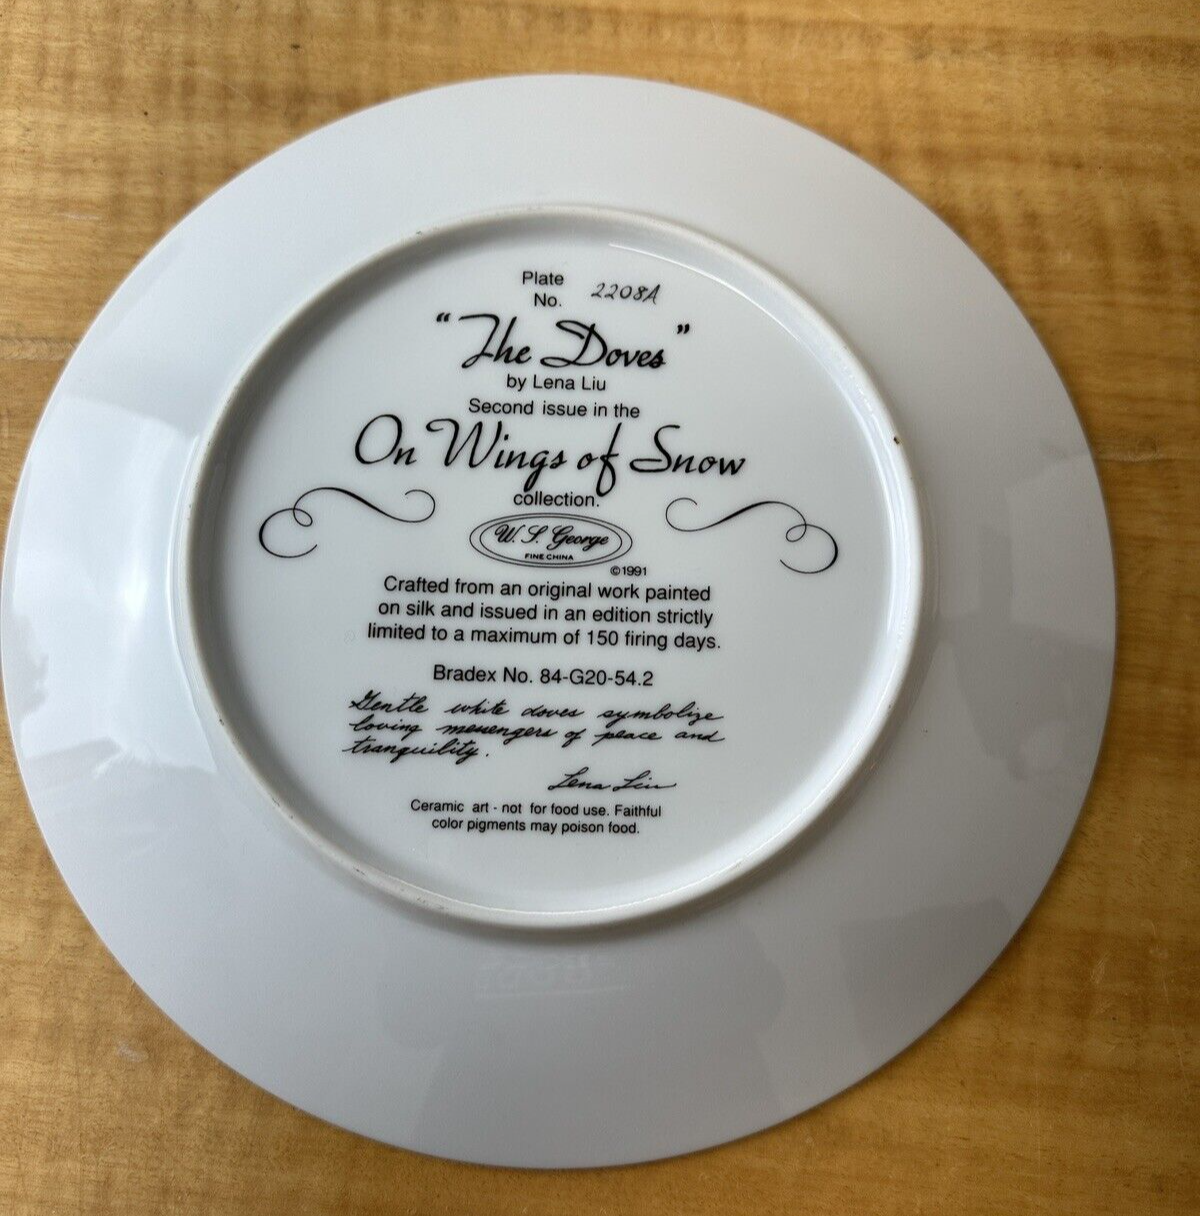 Plate
No. 2208A
"The Doves"
by Lena Liu
Second issue in the
On Wings of Snow
collection.
W. S. George
FINE CHINA
©1991
Crafted from an original work painted
on silk and issued in an edition strictly
limited to a maximum of 150 firing days.
Bradex No. 84-G20-54.2
Gentle white doves symbolize
loving messengers of peace and
tranquility.
Lena Liu
Ceramic art - not for food use. Faithful
color pigments may poison food.